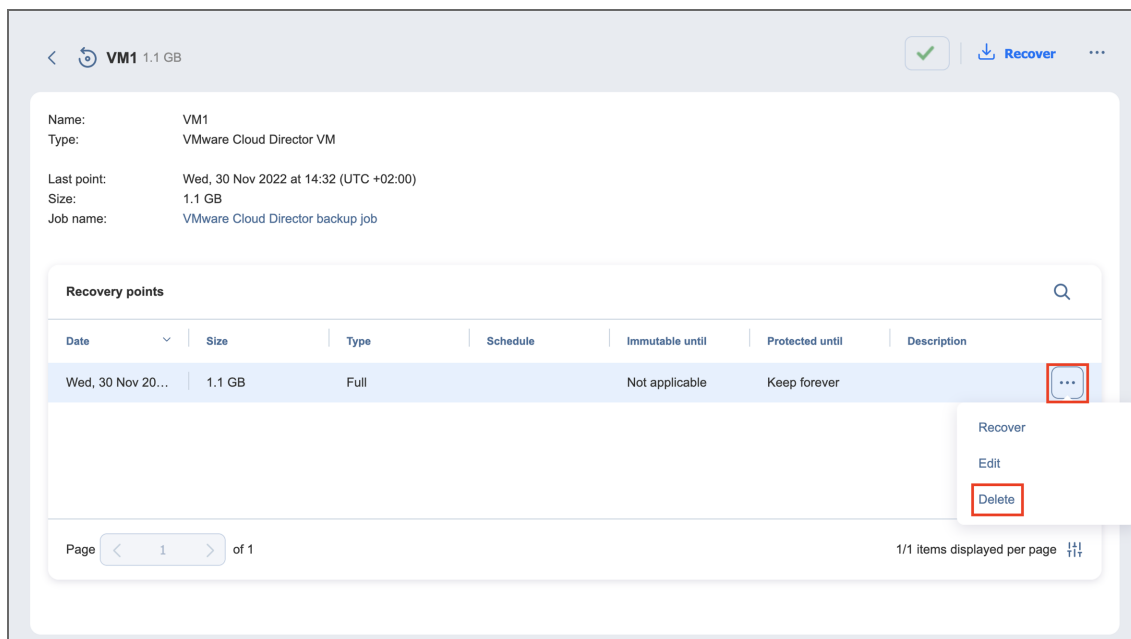 VM1 1.1 GB
Recover
Name: VM1
Type: VMware Cloud Director VM
Last point: Wed, 30 Nov 2022 at 14:32 (UTC +02:00)
Size: 1.1 GB
Job name: VMware Cloud Director backup job
Recovery points
Date Size Type Schedule Immutable until Protected until Description
Wed, 30 Nov 20... 1.1 GB Full Not applicable Keep forever
Recover
Edit
Delete
Page 1 of 1 1/1 items displayed per page